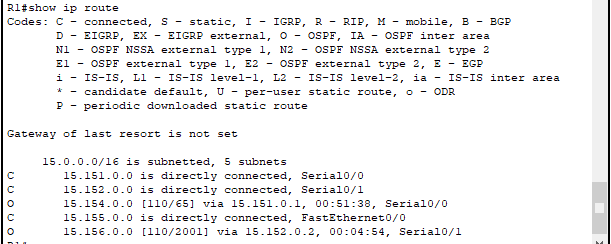 R1#show ip route
Codes: C - connected, S - static, I - IGRP, R - RIP, M - mobile, B - BGP
       D - EIGRP, EX - EIGRP external, O - OSPF, IA - OSPF inter area
       N1 - OSPF NSSA external type 1, N2 - OSPF NSSA external type 2
       E1 - OSPF external type 1, E2 - OSPF external type 2, E - EGP
       i - IS-IS, L1 - IS-IS level-1, L2 - IS-IS level-2, ia - IS-IS inter area
       * - candidate default, U - per-user static route, o - ODR
       P - periodic downloaded static route
Gateway of last resort is not set
     15.0.0.0/16 is subnetted, 5 subnets
C       15.151.0.0 is directly connected, Serial0/0
C       15.152.0.0 is directly connected, Serial0/1
O       15.154.0.0 [110/65] via 15.151.0.1, 00:51:38, Serial0/0
C       15.155.0.0 is directly connected, FastEthernet0/0
O       15.156.0.0 [110/2001] via 15.152.0.2, 00:04:54, Serial0/1
R1#